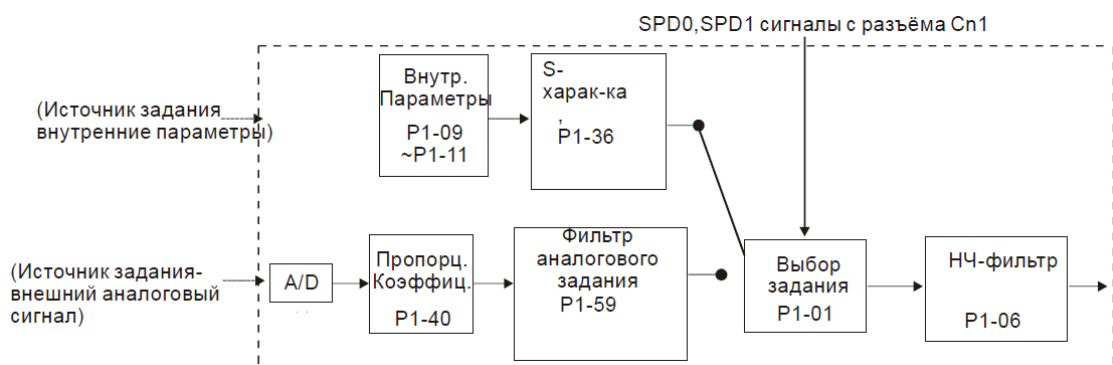 SPD0,SPD1 сигналы с разъёма Cn1
(Источник задания
внутренние параметры)
Внутр.
Параметры
P1-09
~P1-11
S-
харак-ка
,
P1-36
(Источник задания-
внешний аналоговый
сигнал)
A/D
Пропорц.
Коэффиц.
P1-40
Фильтр
аналогового
задания
P1-59
Выбор
задания
P1-01
НЧ-фильтр
P1-06